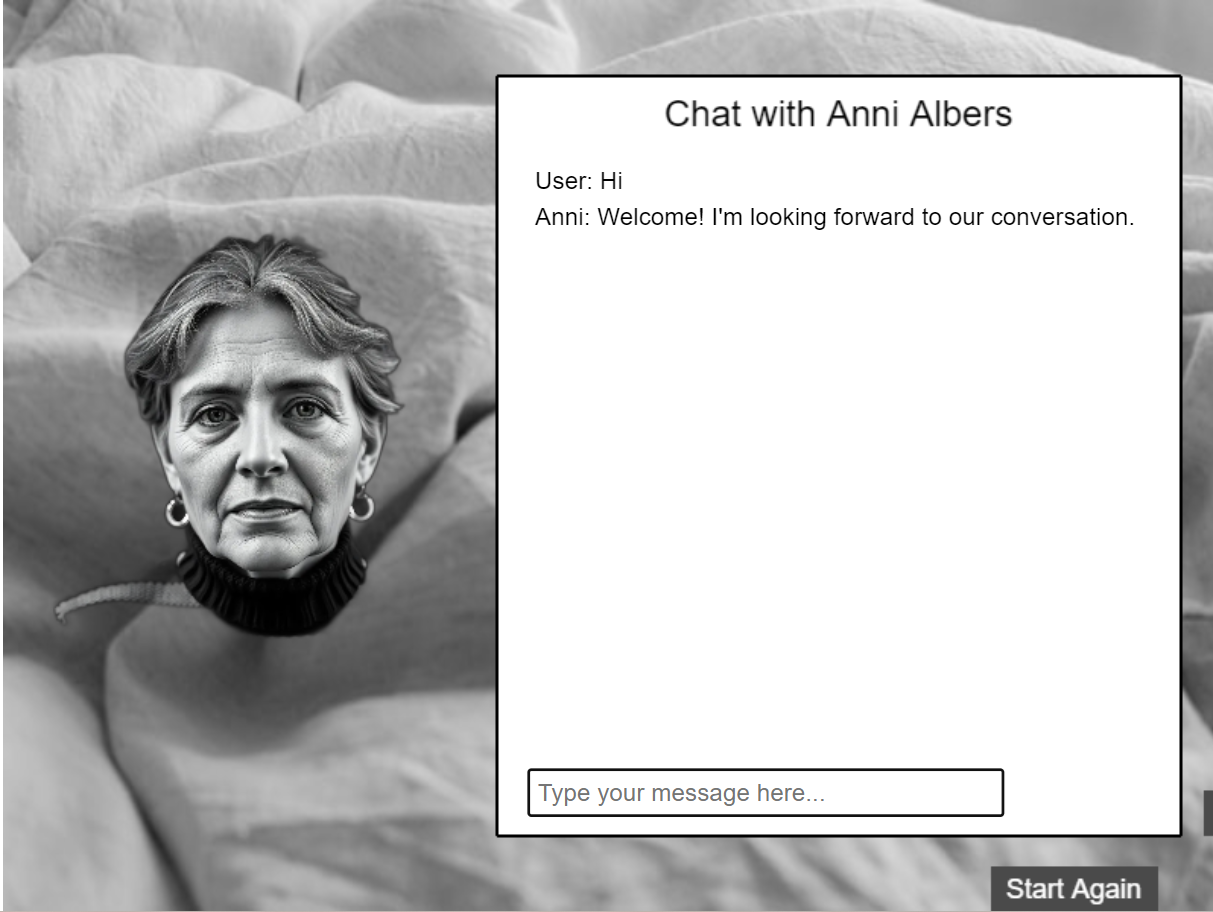 Chat with Anni Albers
User: Hi
Anni: Welcome! I'm looking forward to our conversation.
Type your message here...
Start Again